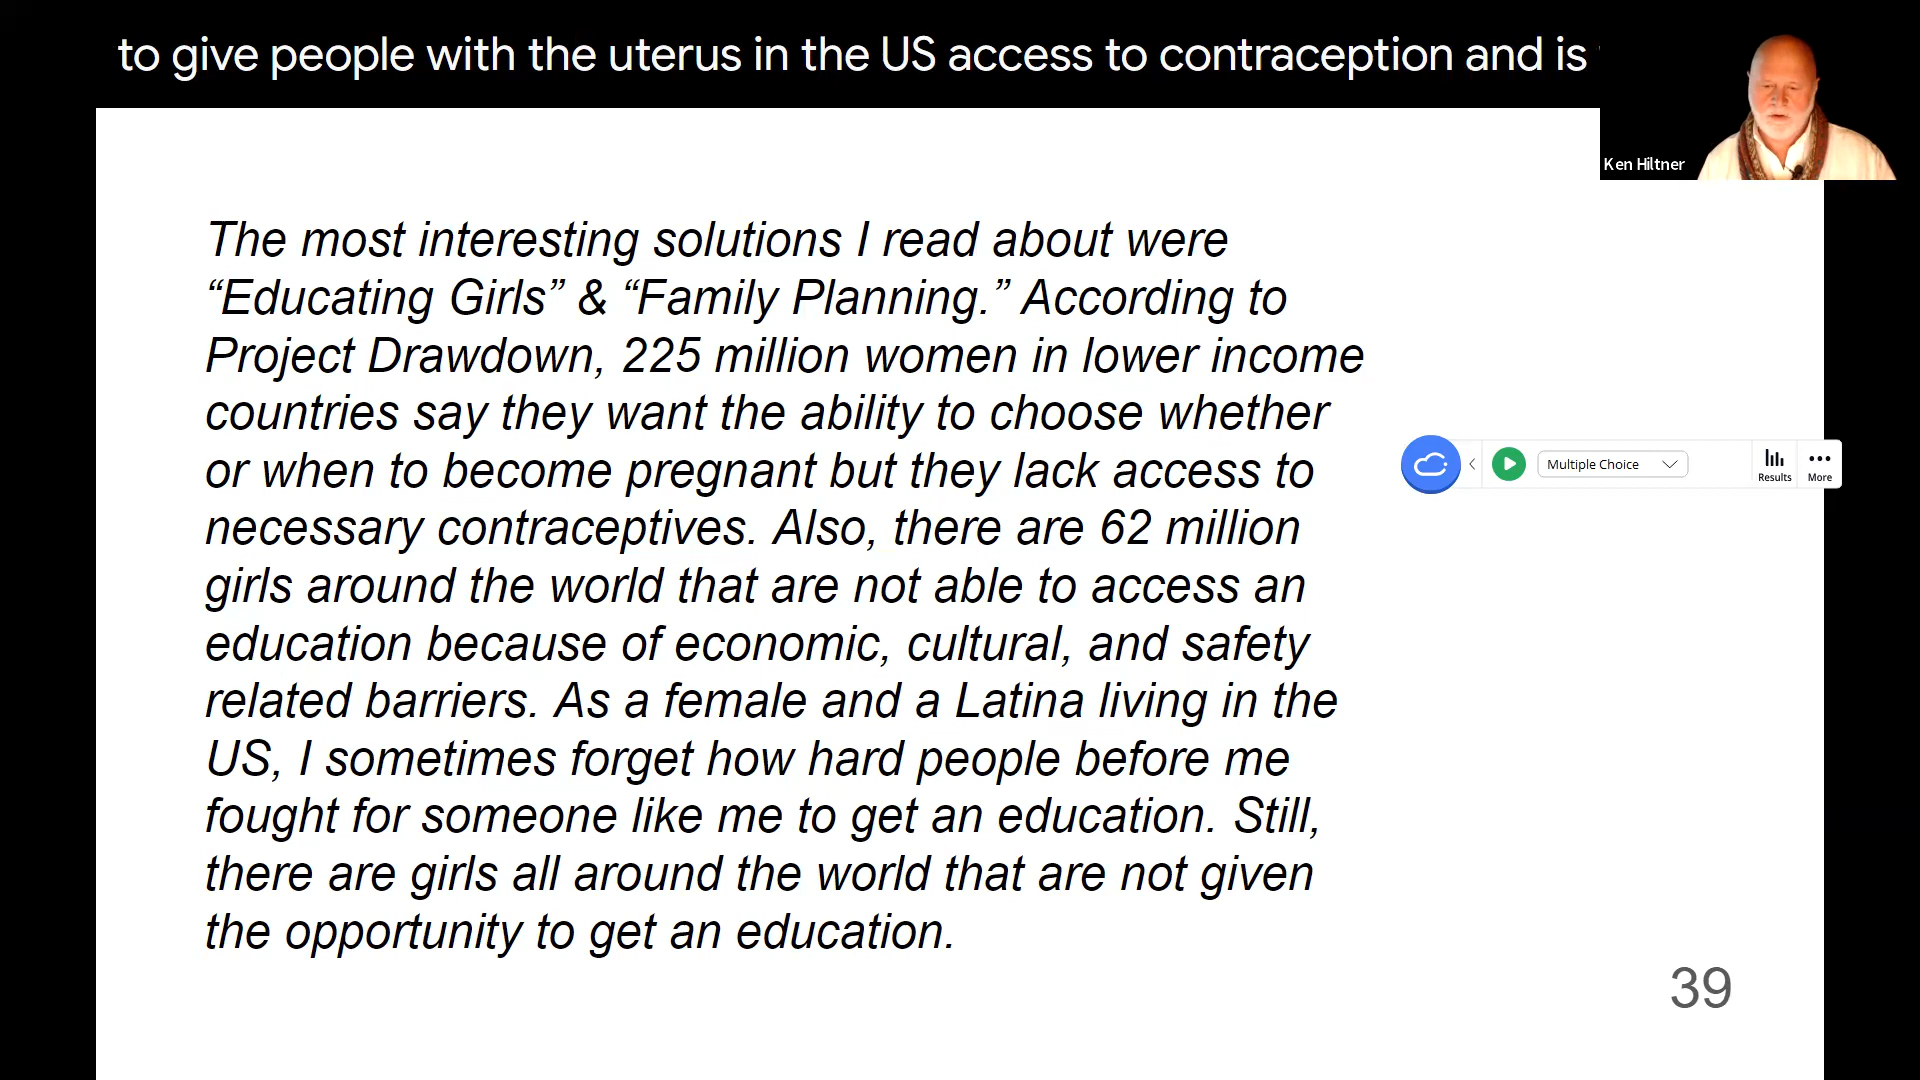 to give people with the uterus in the US access to contraception and is
Ken Hiltner
The most interesting solutions I read about were
“Educating Girls” & “Family Planning.” According to
Project Drawdown, 225 million women in lower income
countries say they want the ability to choose whether
or when to become pregnant but they lack access to
necessary contraceptives. Also, there are 62 million
girls around the world that are not able to access an
education because of economic, cultural, and safety
related barriers. As a female and a Latina living in the
US, I sometimes forget how hard people before me
fought for someone like me to get an education. Still,
there are girls all around the world that are not given
the opportunity to get an education.
Multiple Choice
Results
More
39